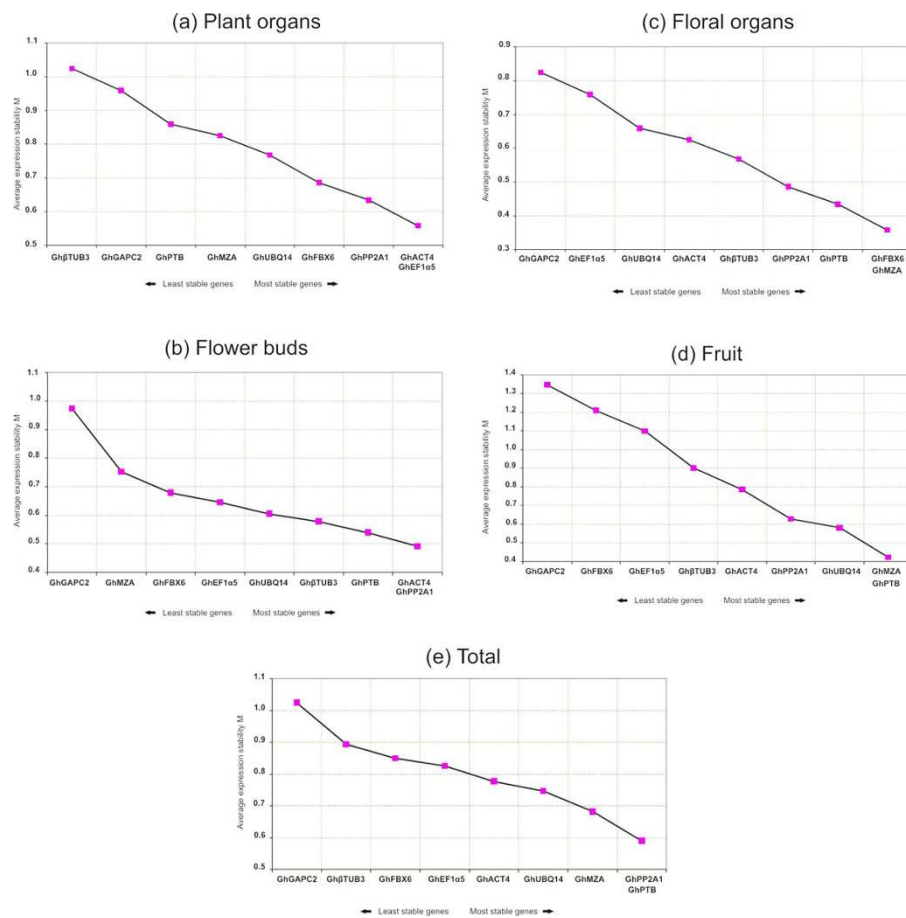 (a) Plant organs
Average expression stability M
1.1
1.0
0.9
0.8
0.7
0.6
0.5
GhβTUB3 GhGAPC2 GhPTB GhMZA GhUBQ14 GhFBX6 GhPP2A1 GhACT4
GhEF1α5
Least stable genes Most stable genes
(c) Floral organs
Average expression stability M
0.9
0.8
0.7
0.6
0.5
0.4
0.3
GhGAPC2 GhEF1α5 GhUBQ14 GhACT4 GhβTUB3 GhPP2A1 GhPTB GhFBX6
GhMZA
Least stable genes Most stable genes
(b) Flower buds
Average expression stability M
1.1
1.0
0.9
0.8
0.7
0.6
0.5
0.4
GhGAPC2 GhMZA GhFBX6 GhEF1α5 GhUBQ14 GhβTUB3 GhPTB GhACT4
GhPP2A1
Least stable genes Most stable genes
(d) Fruit
Average expression stability M
1.4
1.3
1.2
1.1
1.0
0.9
0.8
0.7
0.6
0.5
0.4
GhGAPC2 GhFBX6 GhEF1α5 GhβTUB3 GhACT4 GhPP2A1 GhUBQ14 GhMZA
GhPTB
Least stable genes Most stable genes
(e) Total
Average expression stability M
1.1
1.0
0.9
0.8
0.7
0.6
0.5
GhGAPC2 GhβTUB3 GhFBX6 GhEF1α5 GhACT4 GhUBQ14 GhMZA GhPP2A1
GhPTB
Least stable genes Most stable genes